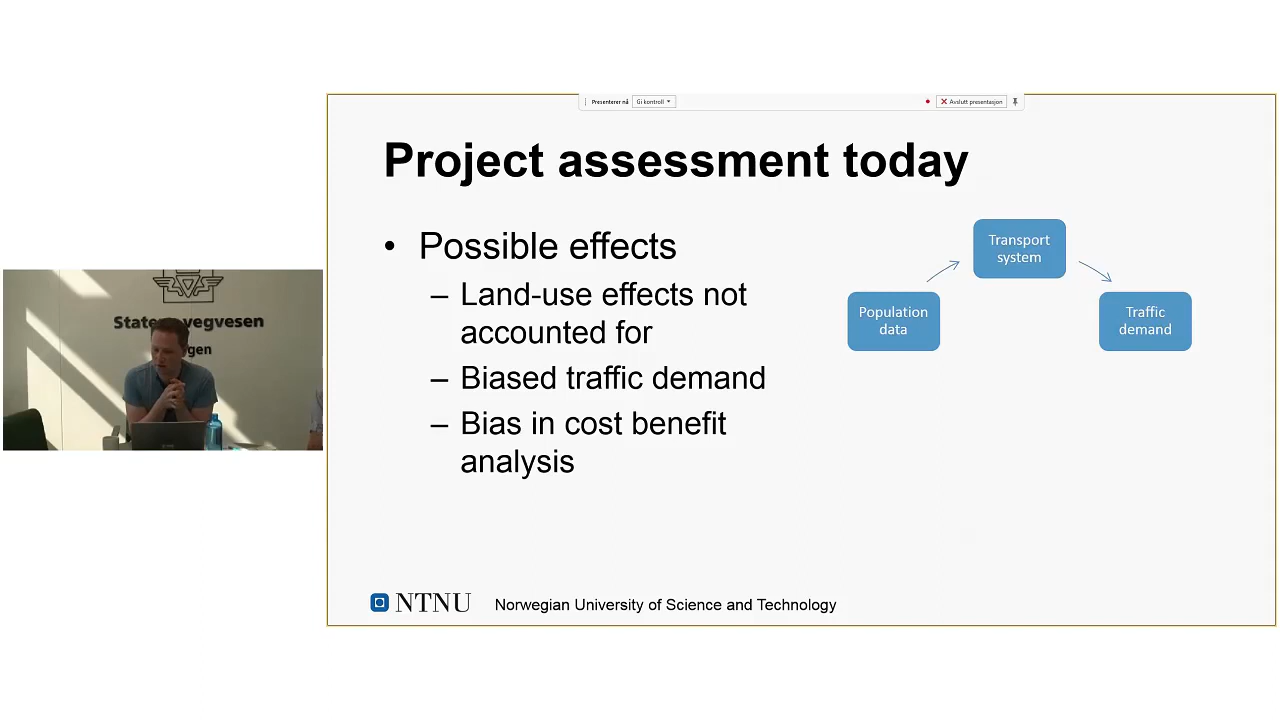 Presenterer nå
Gi kontroll
Avslutt presentasjon
Project assessment today
• Possible effects
– Land-use effects not
accounted for
– Biased traffic demand
– Bias in cost benefit
analysis
Transport
system
Population
data
Traffic
demand
State vegvesen
gen
NTNU
Norwegian University of Science and Technology